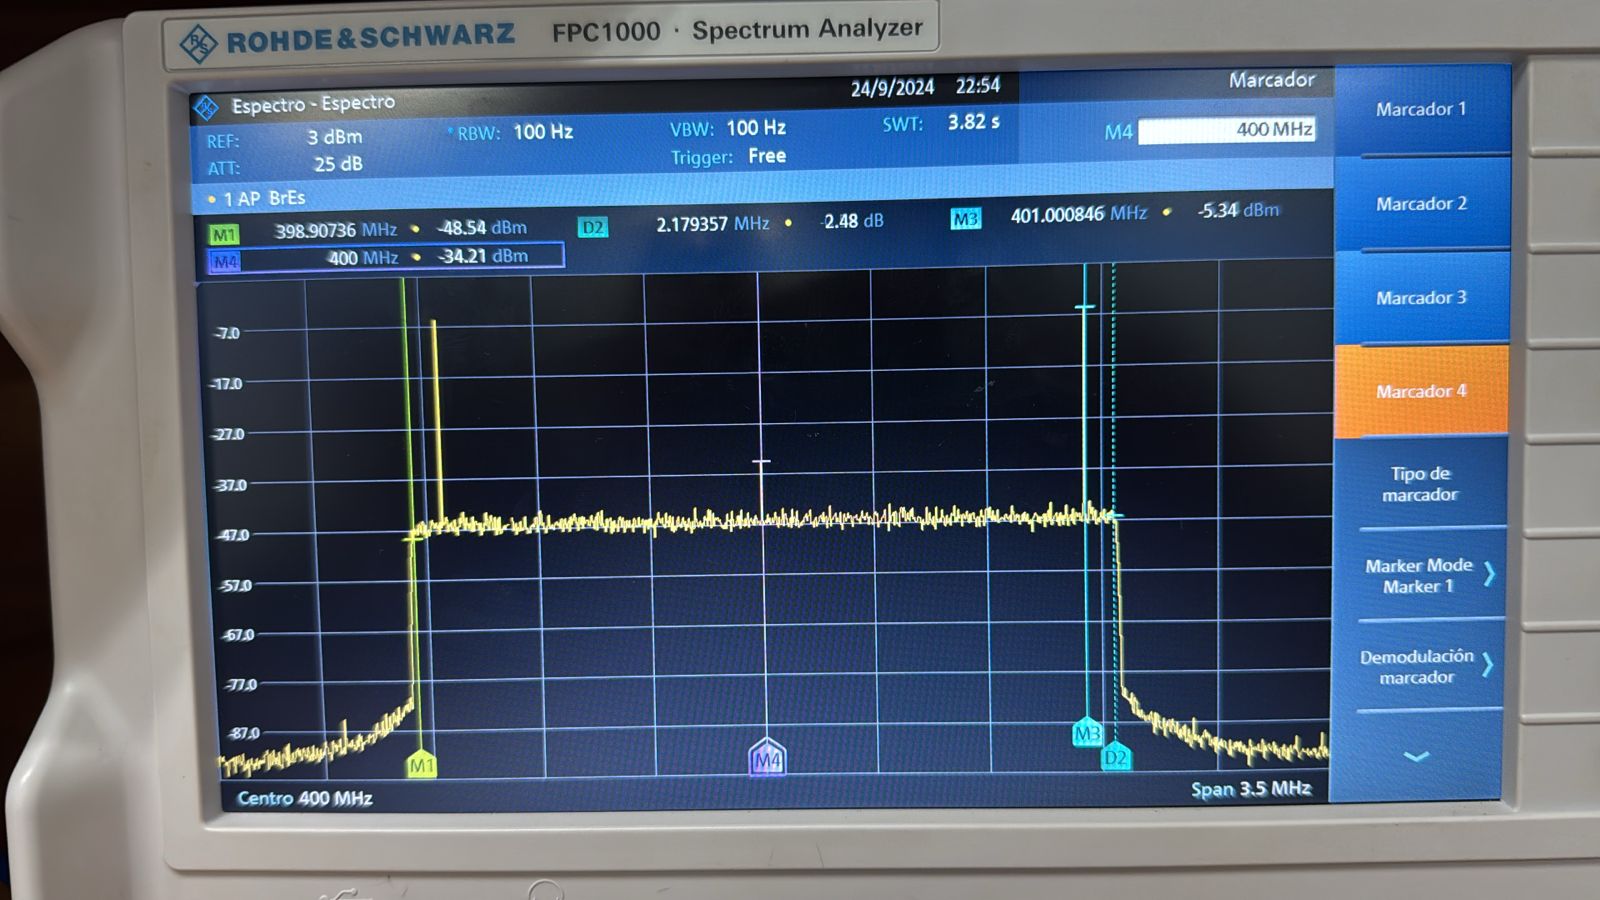 ROHDE&SCHWARZ FPC1000 · Spectrum Analyzer
Espectro - Espectro 24/9/2024 22:54 Marcador
REF: 3 dBm * RBW: 100 Hz VBW: 100 Hz SWT: 3.82 s M4 400 MHz
ATT: 25 dB Trigger: Free
• 1 AP BrEs
M1 398.90736 MHz • -48.54 dBm D2 2.179357 MHz • -2.48 dB M3 401.000846 MHz • -5.34 dBm
M4 400 MHz • -34.21 dBm
-7.0
-17.0
-27.0
-37.0
-47.0
-57.0
-67.0
-77.0
-87.0
M1 M4 M3 D2
Centro 400 MHz Span 3.5 MHz
Marcador 1
Marcador 2
Marcador 3
Marcador 4
Tipo de
marcador
Marker Mode
Marker 1
Demodulación
marcador